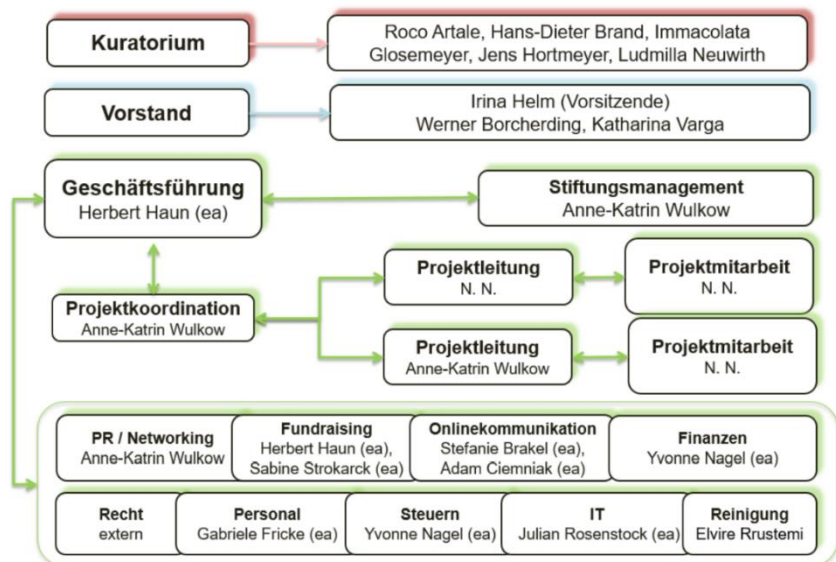 Kuratorium
Roco Artale, Hans-Dieter Brand, Immacolata
Glosemeyer, Jens Hortmeyer, Ludmilla Neuwirth
Vorstand
Irina Helm (Vorsitzende)
Werner Borcherding, Katharina Varga
Geschäftsführung
Herbert Haun (ea)
Stiftungsmanagement
Anne-Katrin Wulkow
Projektkoordination
Anne-Katrin Wulkow
Projektleitung
N. N.
Projektmitarbeit
N. N.
Projektleitung
Anne-Katrin Wulkow
Projektmitarbeit
N. N.
PR / Networking
Anne-Katrin Wulkow
Fundraising
Herbert Haun (ea),
Sabine Strokarck (ea)
Onlinekommunikation
Stefanie Brakel (ea),
Adam Ciemniak (ea)
Finanzen
Yvonne Nagel (ea)
Recht
extern
Personal
Gabriele Fricke (ea)
Steuern
Yvonne Nagel (ea)
IT
Julian Rosenstock (ea)
Reinigung
Elvire Rrustemi